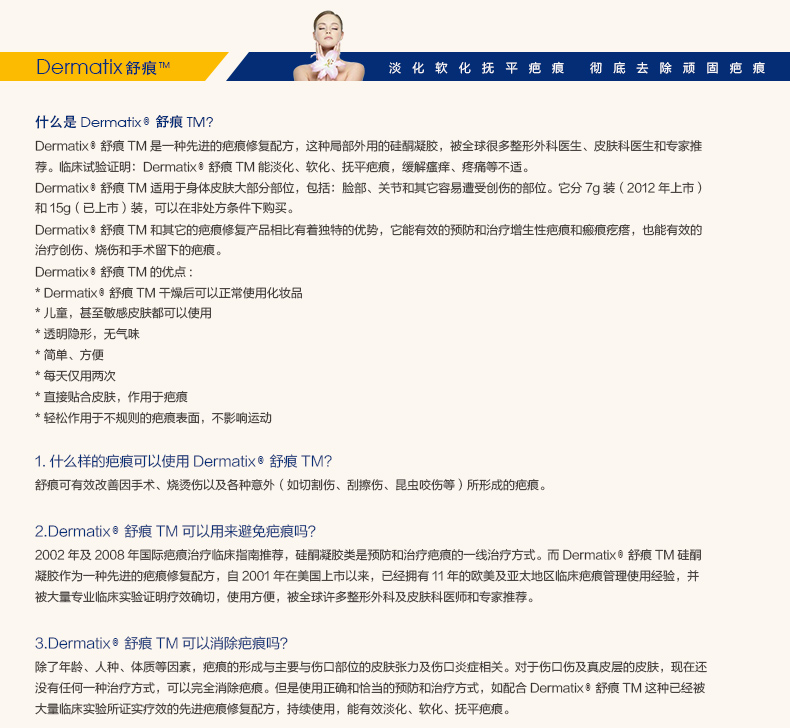 Dermatix 舒痕™
淡化软化抚平疤痕 彻底去除顽固疤痕
什么是 Dermatix® 舒痕 TM?
Dermatix® 舒痕 TM 是一种先进的疤痕修复配方，这种局部外用的硅酮凝胶，被全球很多整形外科医生、皮肤科医生和专家推
荐。临床试验证明：Dermatix® 舒痕 TM 能淡化、软化、抚平疤痕，缓解瘙痒、疼痛等不适。
Dermatix® 舒痕 TM 适用于身体皮肤大部分部位，包括：脸部、关节和其它容易遭受创伤的部位。它分 7g 装（2012 年上市）
和 15g（已上市）装，可以在非处方条件下购买。
Dermatix® 舒痕 TM 和其它的疤痕修复产品相比有着独特的优势，它能有效的预防和治疗增生性疤痕和瘢痕疙瘩，也能有效的
治疗创伤、烧伤和手术留下的疤痕。
Dermatix® 舒痕 TM 的优点：
* Dermatix® 舒痕 TM 干燥后可以正常使用化妆品
* 儿童，甚至敏感皮肤都可以使用
* 透明隐形，无气味
* 简单、方便
* 每天仅用两次
* 直接贴合皮肤，作用于疤痕
* 轻松作用于不规则的疤痕表面，不影响运动
1. 什么样的疤痕可以使用 Dermatix® 舒痕 TM?
舒痕可有效改善因手术、烧烫伤以及各种意外（如切割伤、刮擦伤、昆虫咬伤等）所形成的疤痕。
2.Dermatix® 舒痕 TM 可以用来避免疤痕吗?
2002 年及 2008 年国际疤痕治疗临床指南推荐，硅酮凝胶类是预防和治疗疤痕的一线治疗方式。而 Dermatix® 舒痕 TM 硅酮
凝胶作为一种先进的疤痕修复配方，自 2001 年在美国上市以来，已经拥有 11 年的欧美及亚太地区临床疤痕管理使用经验，并
被大量专业临床实验证明疗效确切，使用方便，被全球许多整形外科及皮肤科医师和专家推荐。
3.Dermatix® 舒痕 TM 可以消除疤痕吗?
除了年龄、人种、体质等因素，疤痕的形成与主要与伤口部位的皮肤张力及伤口炎症相关。对于伤口伤及真皮层的皮肤，现在还
没有任何一种治疗方式，可以完全消除疤痕。但是使用正确和恰当的预防和治疗方式，如配合 Dermatix® 舒痕 TM 这种已经被
大量临床实验所证实疗效的先进疤痕修复配方，持续使用，能有效淡化、软化、抚平疤痕。